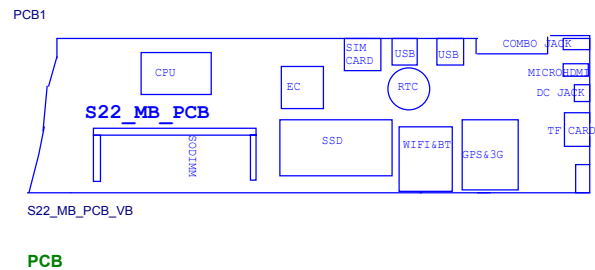 PCB1
COMBO JACK
SIM
CARD
USB
USB
CPU
MICROHDMI
EC
RTC
DC JACK
S22_MB_PCB
TF CARD
SODIMM
SSD
WIFI&BT
GPS&3G
S22_MB_PCB_VB
PCB